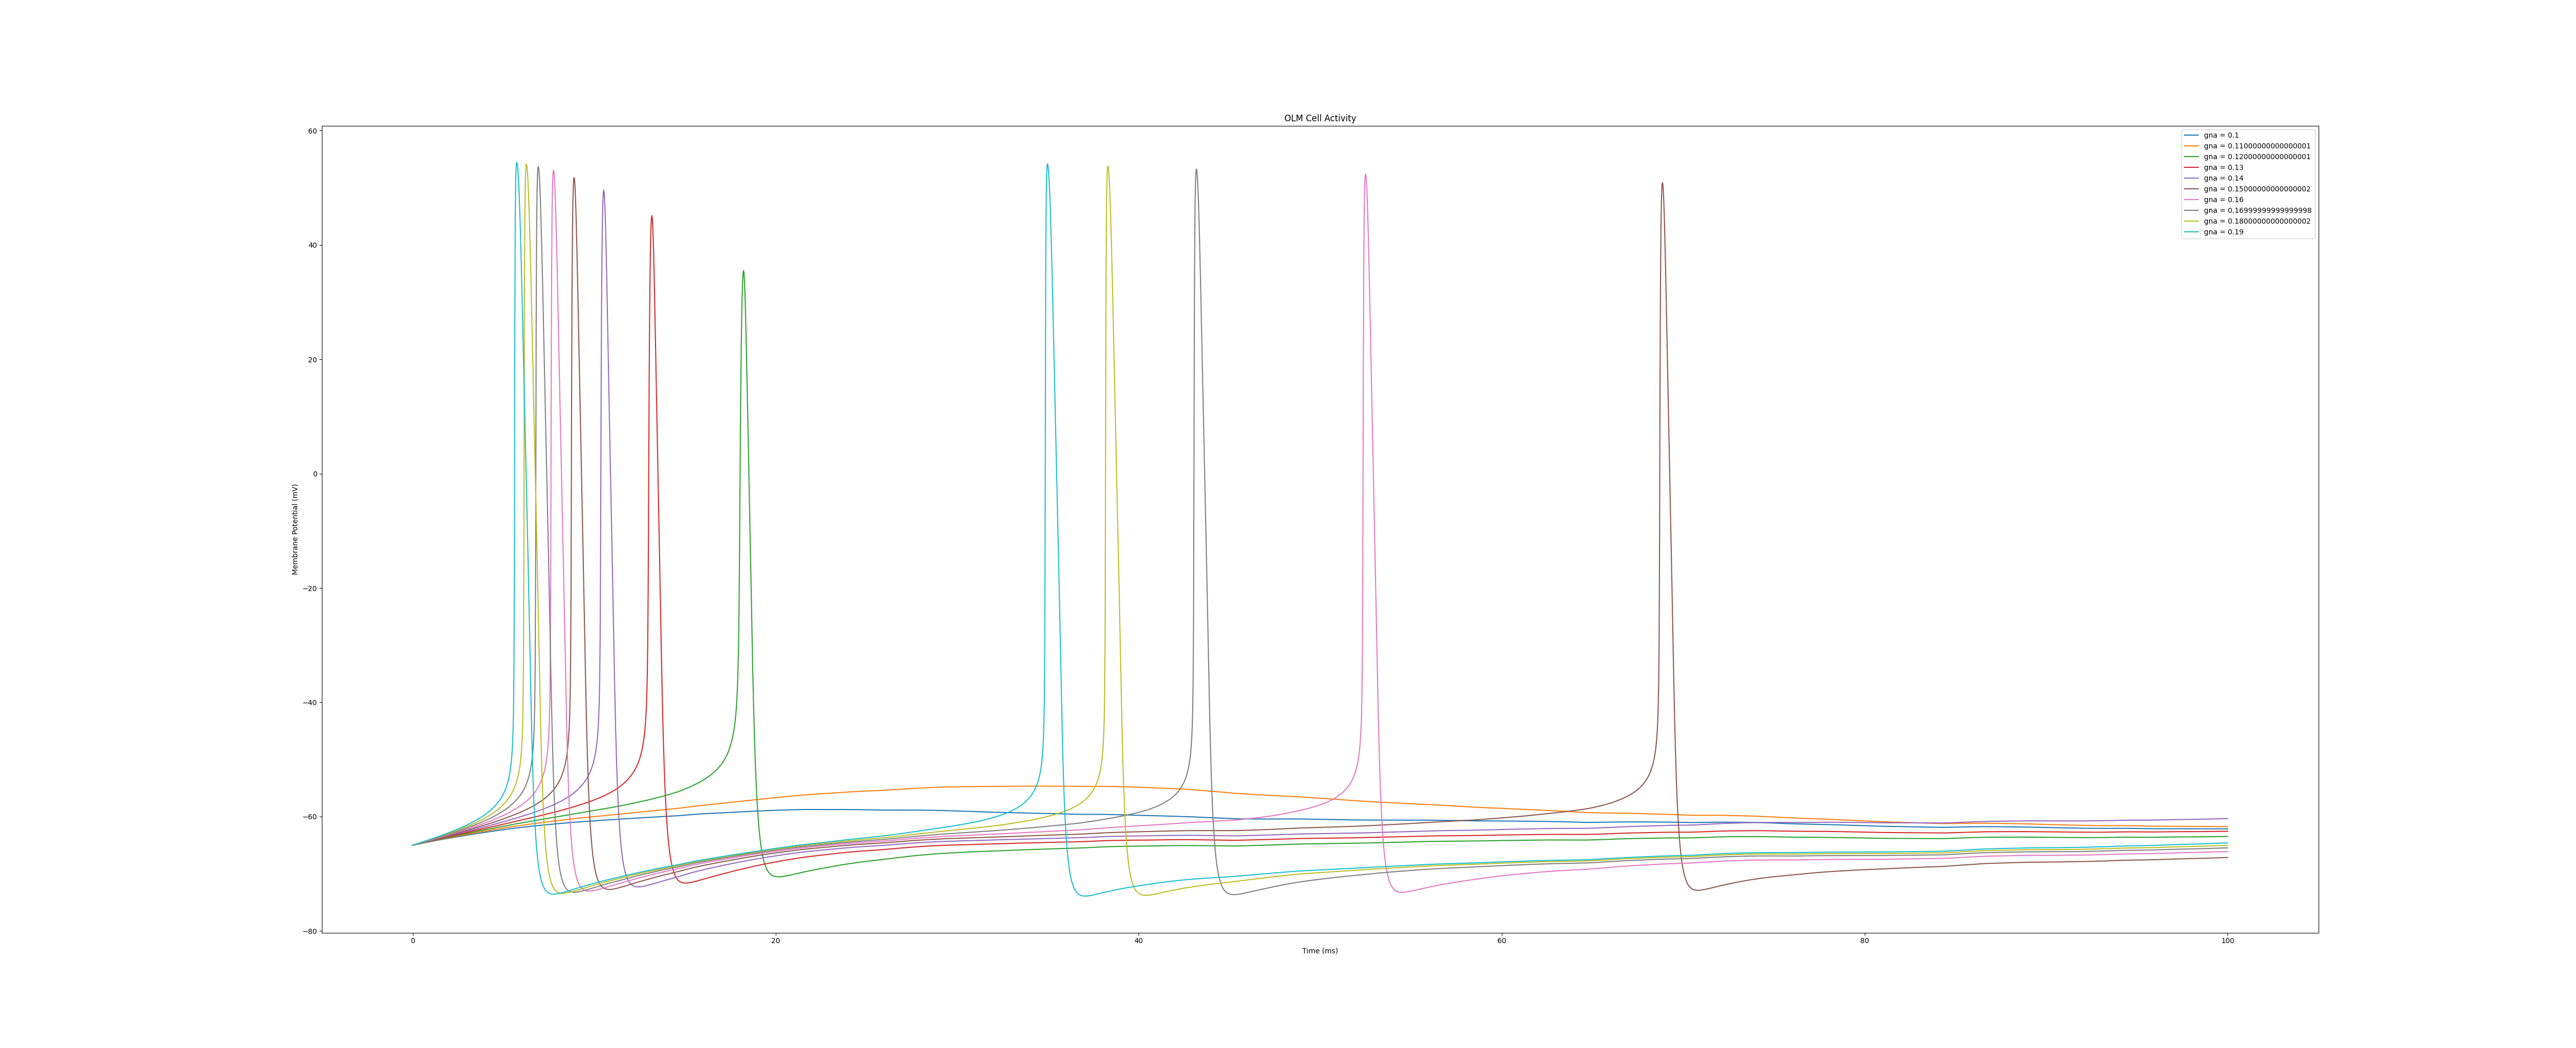 OLM Cell Activity
60
40
20
0
−20
−40
−60
−80
Membrane Potential (mV)
0
20
40
60
80
100
Time (ms)
gna = 0.1
gna = 0.11000000000000001
gna = 0.12000000000000001
gna = 0.13
gna = 0.14
gna = 0.15000000000000002
gna = 0.16
gna = 0.16999999999999998
gna = 0.18000000000000002
gna = 0.19